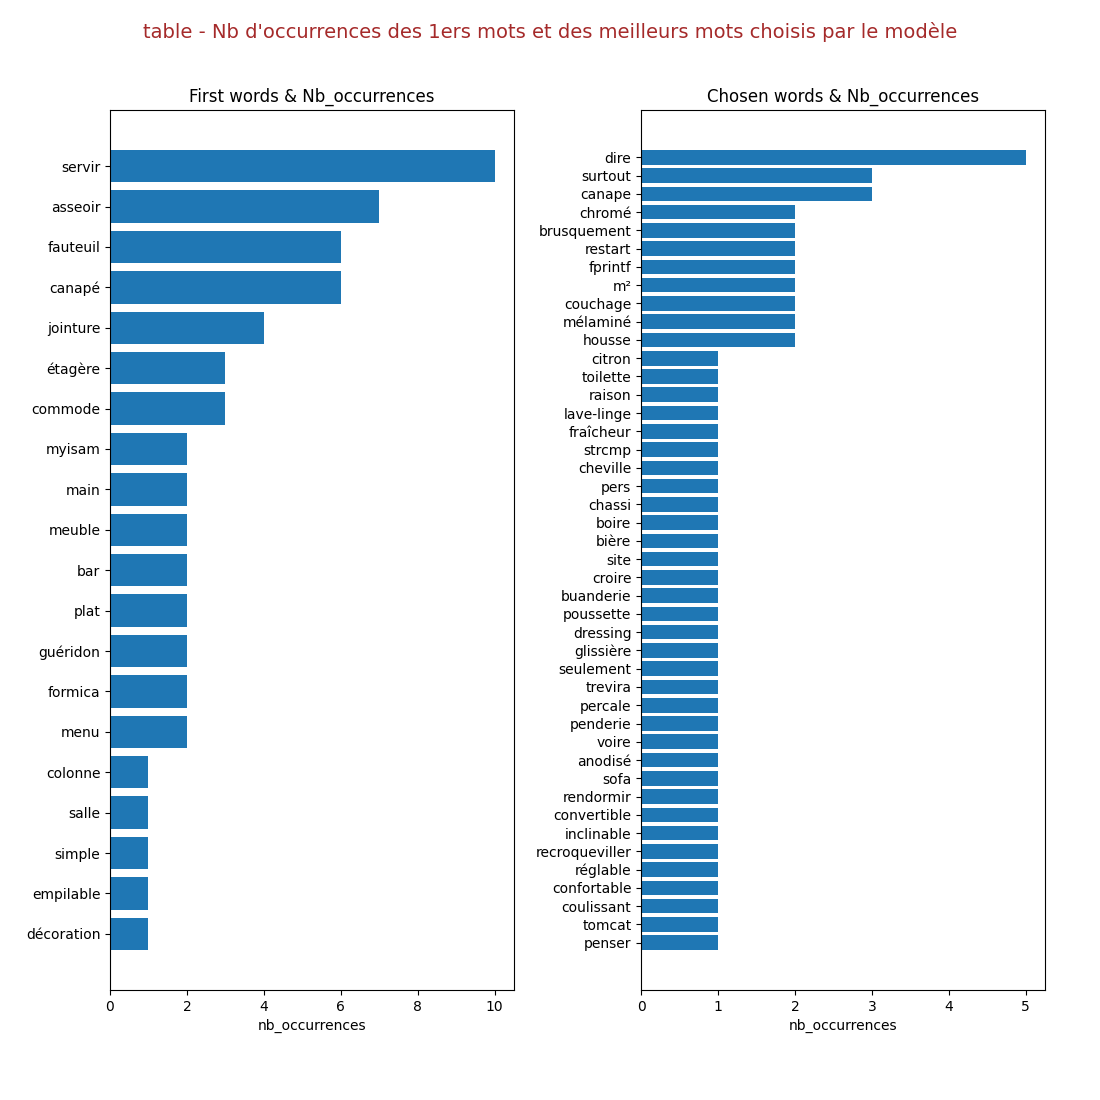 table - Nb d'occurrences des 1ers mots et des meilleurs mots choisis par le modèle
First words & Nb_occurrences
servir
asseoir
fauteuil
canapé
jointure
étagère
commode
myisam
main
meuble
bar
plat
guéridon
formica
menu
colonne
salle
simple
empilable
décoration
0 2 4 6 8 10
nb_occurrences
Chosen words & Nb_occurrences
dire
surtout
canape
chromé
brusquement
restart
fprintf
m²
couchage
mélaminé
housse
citron
toilette
raison
lave-linge
fraîcheur
strcmp
cheville
pers
chassi
boire
bière
site
croire
buanderie
poussette
dressing
glissière
seulement
trevira
percale
penderie
voire
anodisé
sofa
rendormir
convertible
inclinable
recroqueviller
réglable
confortable
coulissant
tomcat
penser
0 1 2 3 4 5
nb_occurrences